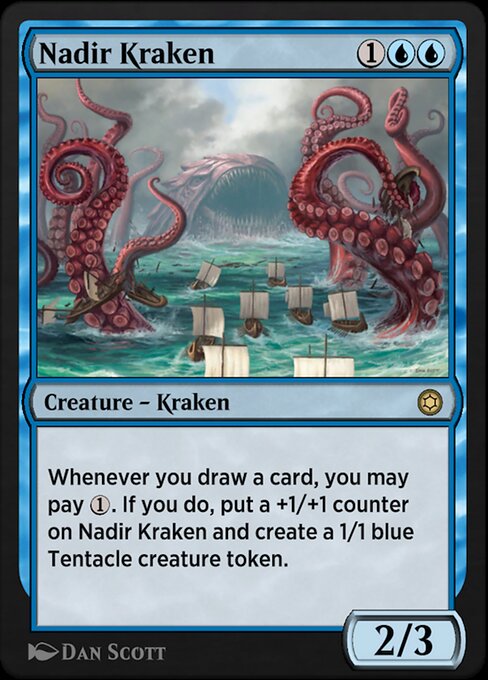 Nadir Kraken 1
Creature – Kraken
Whenever you draw a card, you may
pay 1. If you do, put a +1/+1 counter
on Nadir Kraken and create a 1/1 blue
Tentacle creature token.
2/3
Dan Scott